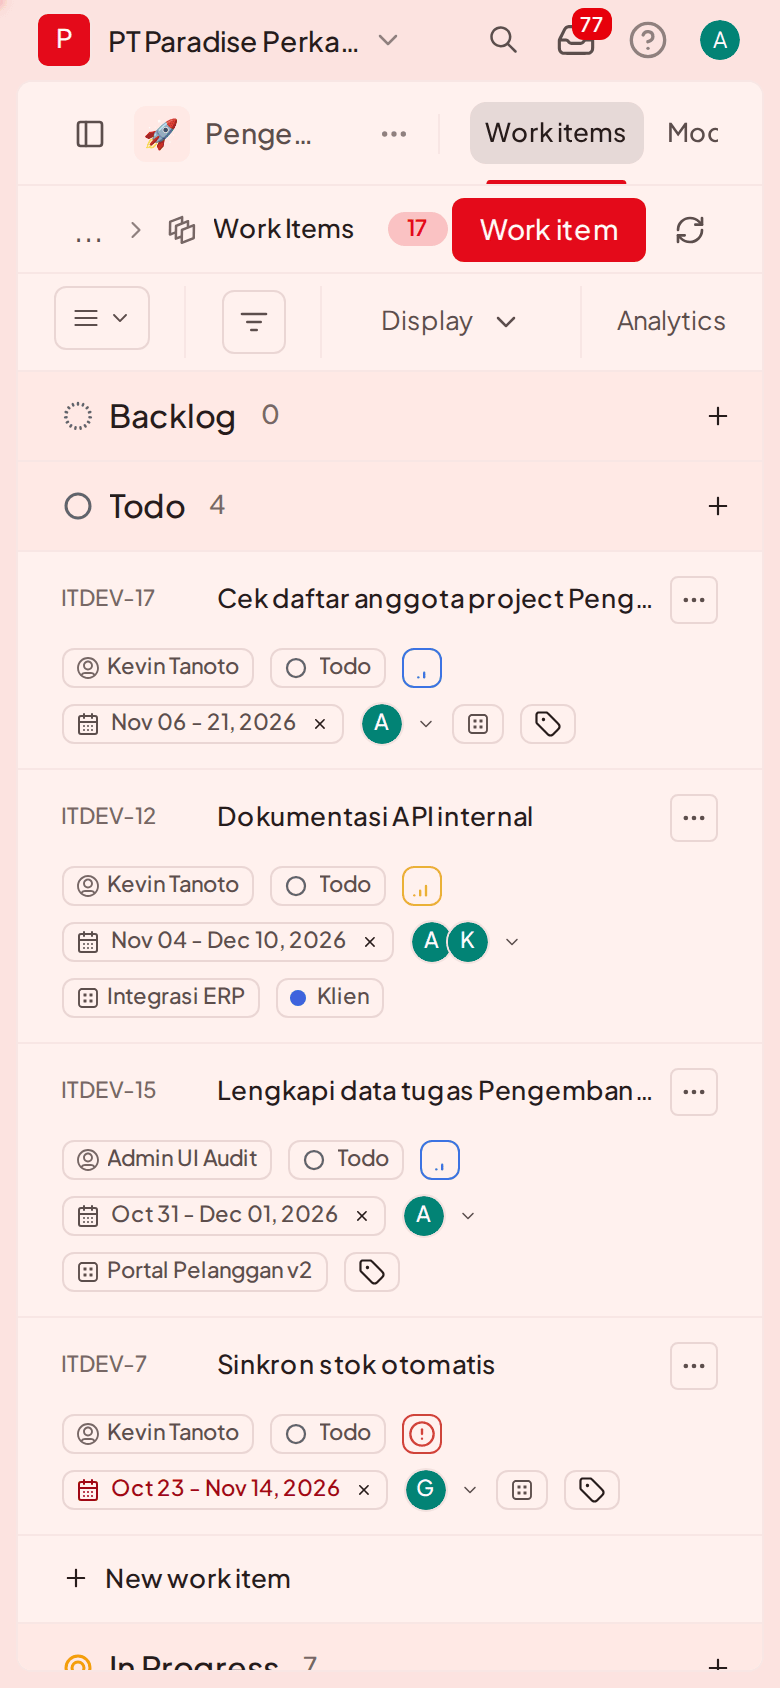 P PT Paradise Perka... 77 A
🚀 Penge... Work items Moc
... Work Items 17 Work item
Display Analytics
Backlog 0
Todo 4
ITDEV-17 Cek daftar anggota project Peng...
Kevin Tanoto Todo
Nov 06 - 21, 2026 A
ITDEV-12 Dokumentasi API internal
Kevin Tanoto Todo
Nov 04 - Dec 10, 2026 A K
Integrasi ERP Klien
ITDEV-15 Lengkapi data tugas Pengemban...
Admin UI Audit Todo
Oct 31 - Dec 01, 2026 A
Portal Pelanggan v2
ITDEV-7 Sinkron stok otomatis
Kevin Tanoto Todo
Oct 23 - Nov 14, 2026 G
New work item
In Progress 7